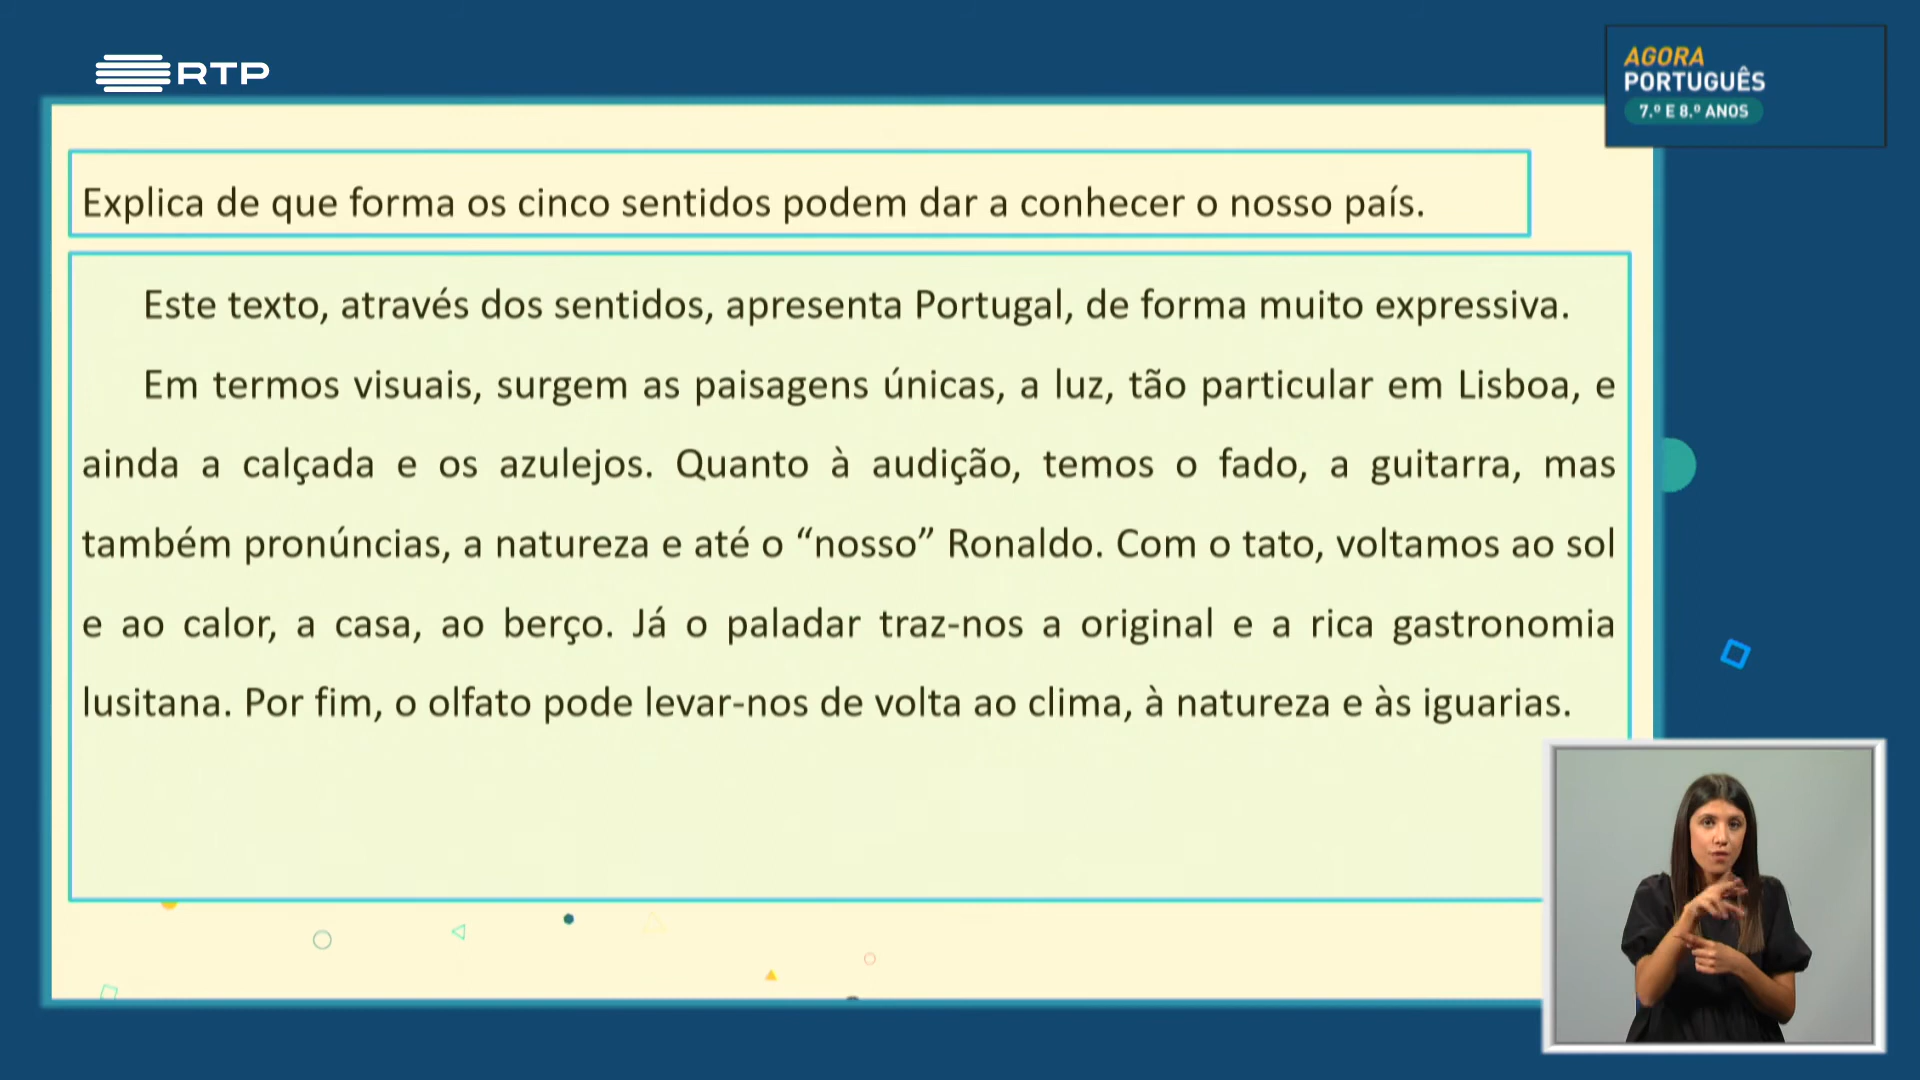 RTP
AGORA
PORTUGUÊS
7.º E 8.º ANOS
Explica de que forma os cinco sentidos podem dar a conhecer o nosso país.
Este texto, através dos sentidos, apresenta Portugal, de forma muito expressiva.
Em termos visuais, surgem as paisagens únicas, a luz, tão particular em Lisboa, e
ainda a calçada e os azulejos. Quanto à audição, temos o fado, a guitarra, mas
também pronúncias, a natureza e até o “nosso” Ronaldo. Com o tato, voltamos ao sol
e ao calor, a casa, ao berço. Já o paladar traz-nos a original e a rica gastronomia
lusitana. Por fim, o olfato pode levar-nos de volta ao clima, à natureza e às iguarias.